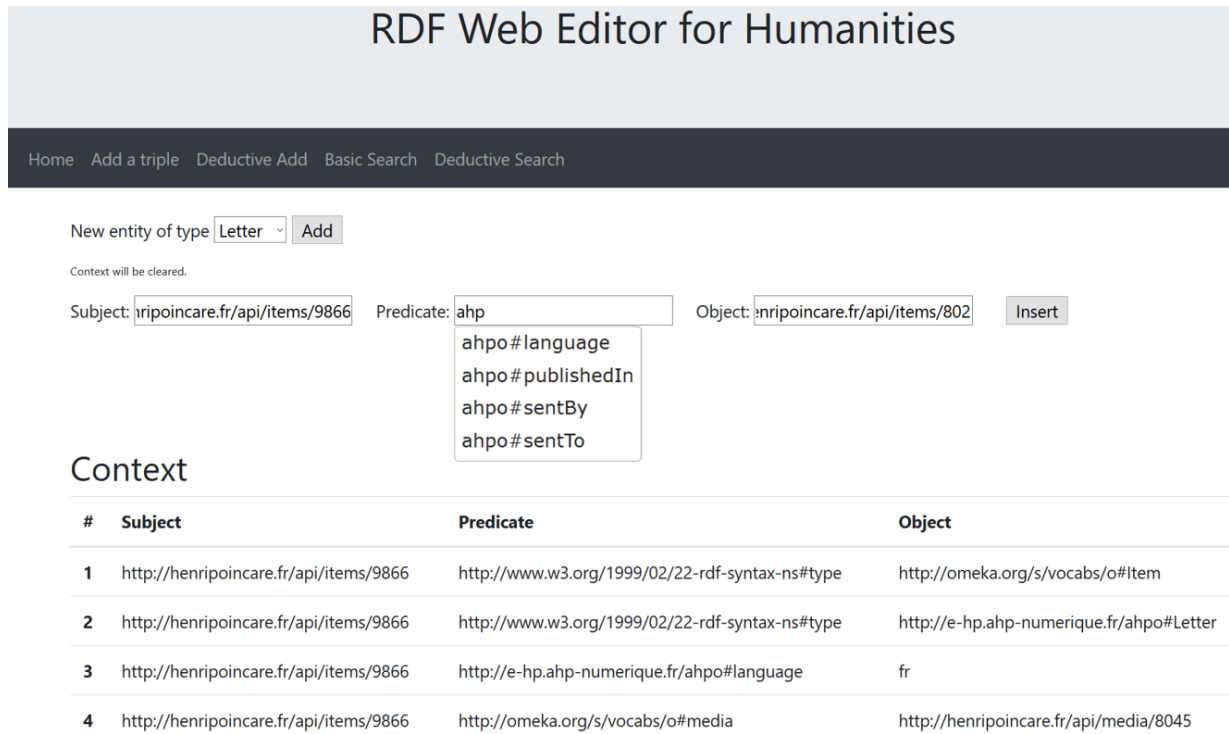 RDF Web Editor for Humanities
Home Add a triple Deductive Add Basic Search Deductive Search
New entity of type Letter Add
Context will be cleared.
Subject: ripoincare.fr/api/items/9866 Predicate: ahp Object: enripoincare.fr/api/items/802 Insert
ahpo#language
ahpo#publishedIn
ahpo#sentBy
ahpo#sentTo
Context
# Subject Predicate Object
1 http://henripoincare.fr/api/items/9866 http://www.w3.org/1999/02/22-rdf-syntax-ns#type http://omeka.org/s/vocabs/o#Item
2 http://henripoincare.fr/api/items/9866 http://www.w3.org/1999/02/22-rdf-syntax-ns#type http://e-hp.ahp-numerique.fr/ahpo#Letter
3 http://henripoincare.fr/api/items/9866 http://e-hp.ahp-numerique.fr/ahpo#language fr
4 http://henripoincare.fr/api/items/9866 http://omeka.org/s/vocabs/o#media http://henripoincare.fr/api/media/8045